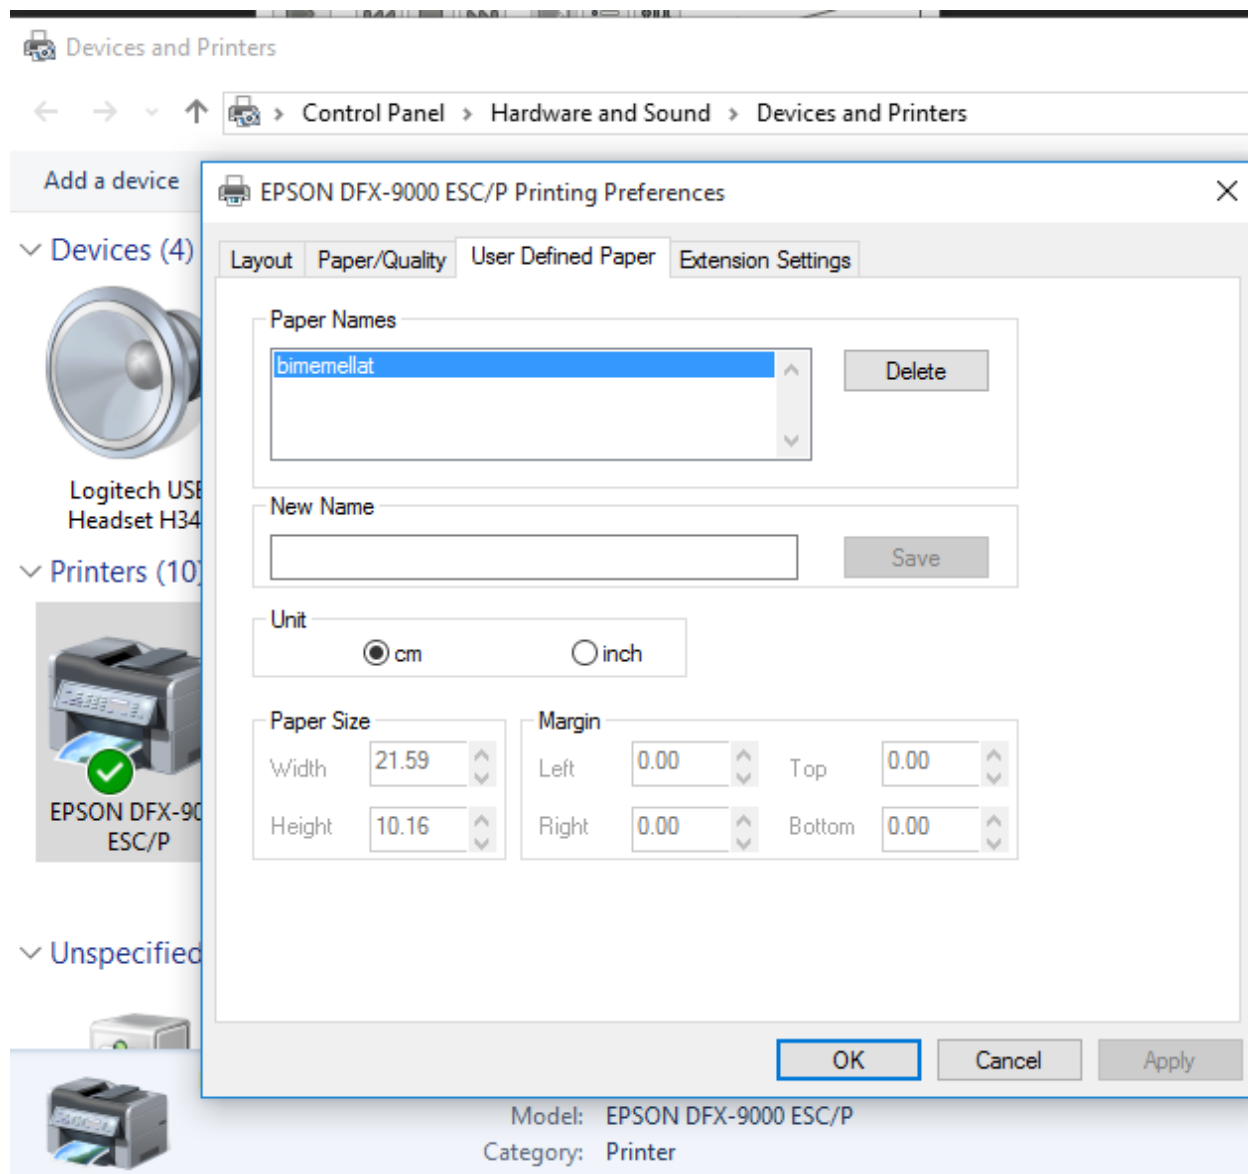 Devices and Printers
Control Panel > Hardware and Sound > Devices and Printers
Add a device
EPSON DFX-9000 ESC/P Printing Preferences
Devices (4)
Layout
Paper/Quality
User Defined Paper
Extension Settings
Paper Names
bimemellat
Delete
Logitech USB
Headset H34
New Name
Save
Printers (10)
Unit
cm
inch
Paper Size
Margin
Width 21.59
Left 0.00
Top 0.00
Height 10.16
Right 0.00
Bottom 0.00
EPSON DFX-90
ESC/P
Unspecified
OK
Cancel
Apply
Model: EPSON DFX-9000 ESC/P
Category: Printer